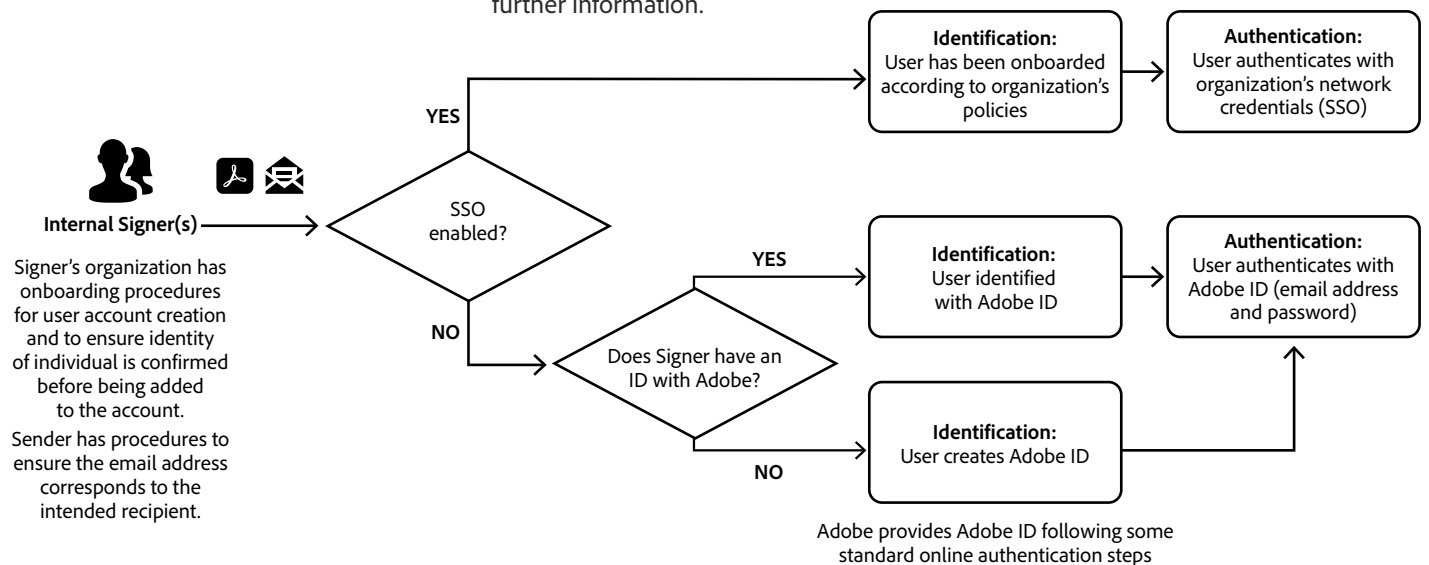 further information.
Identification:
User has been onboarded
according to organization's
policies
Authentication:
User authenticates with
organization's network
credentials (SSO)
YES
SSO
enabled?
Internal Signer(s)
Signer's organization has
onboarding procedures
for user account creation
and to ensure identity
of individual is confirmed
before being added
to the account.
Sender has procedures to
ensure the email address
corresponds to the
intended recipient.
NO
Does Signer have an
ID with Adobe?
YES
Identification:
User identified
with Adobe ID
Authentication:
User authenticates with
Adobe ID (email address
and password)
NO
Identification:
User creates Adobe ID
Adobe provides Adobe ID following some
standard online authentication steps